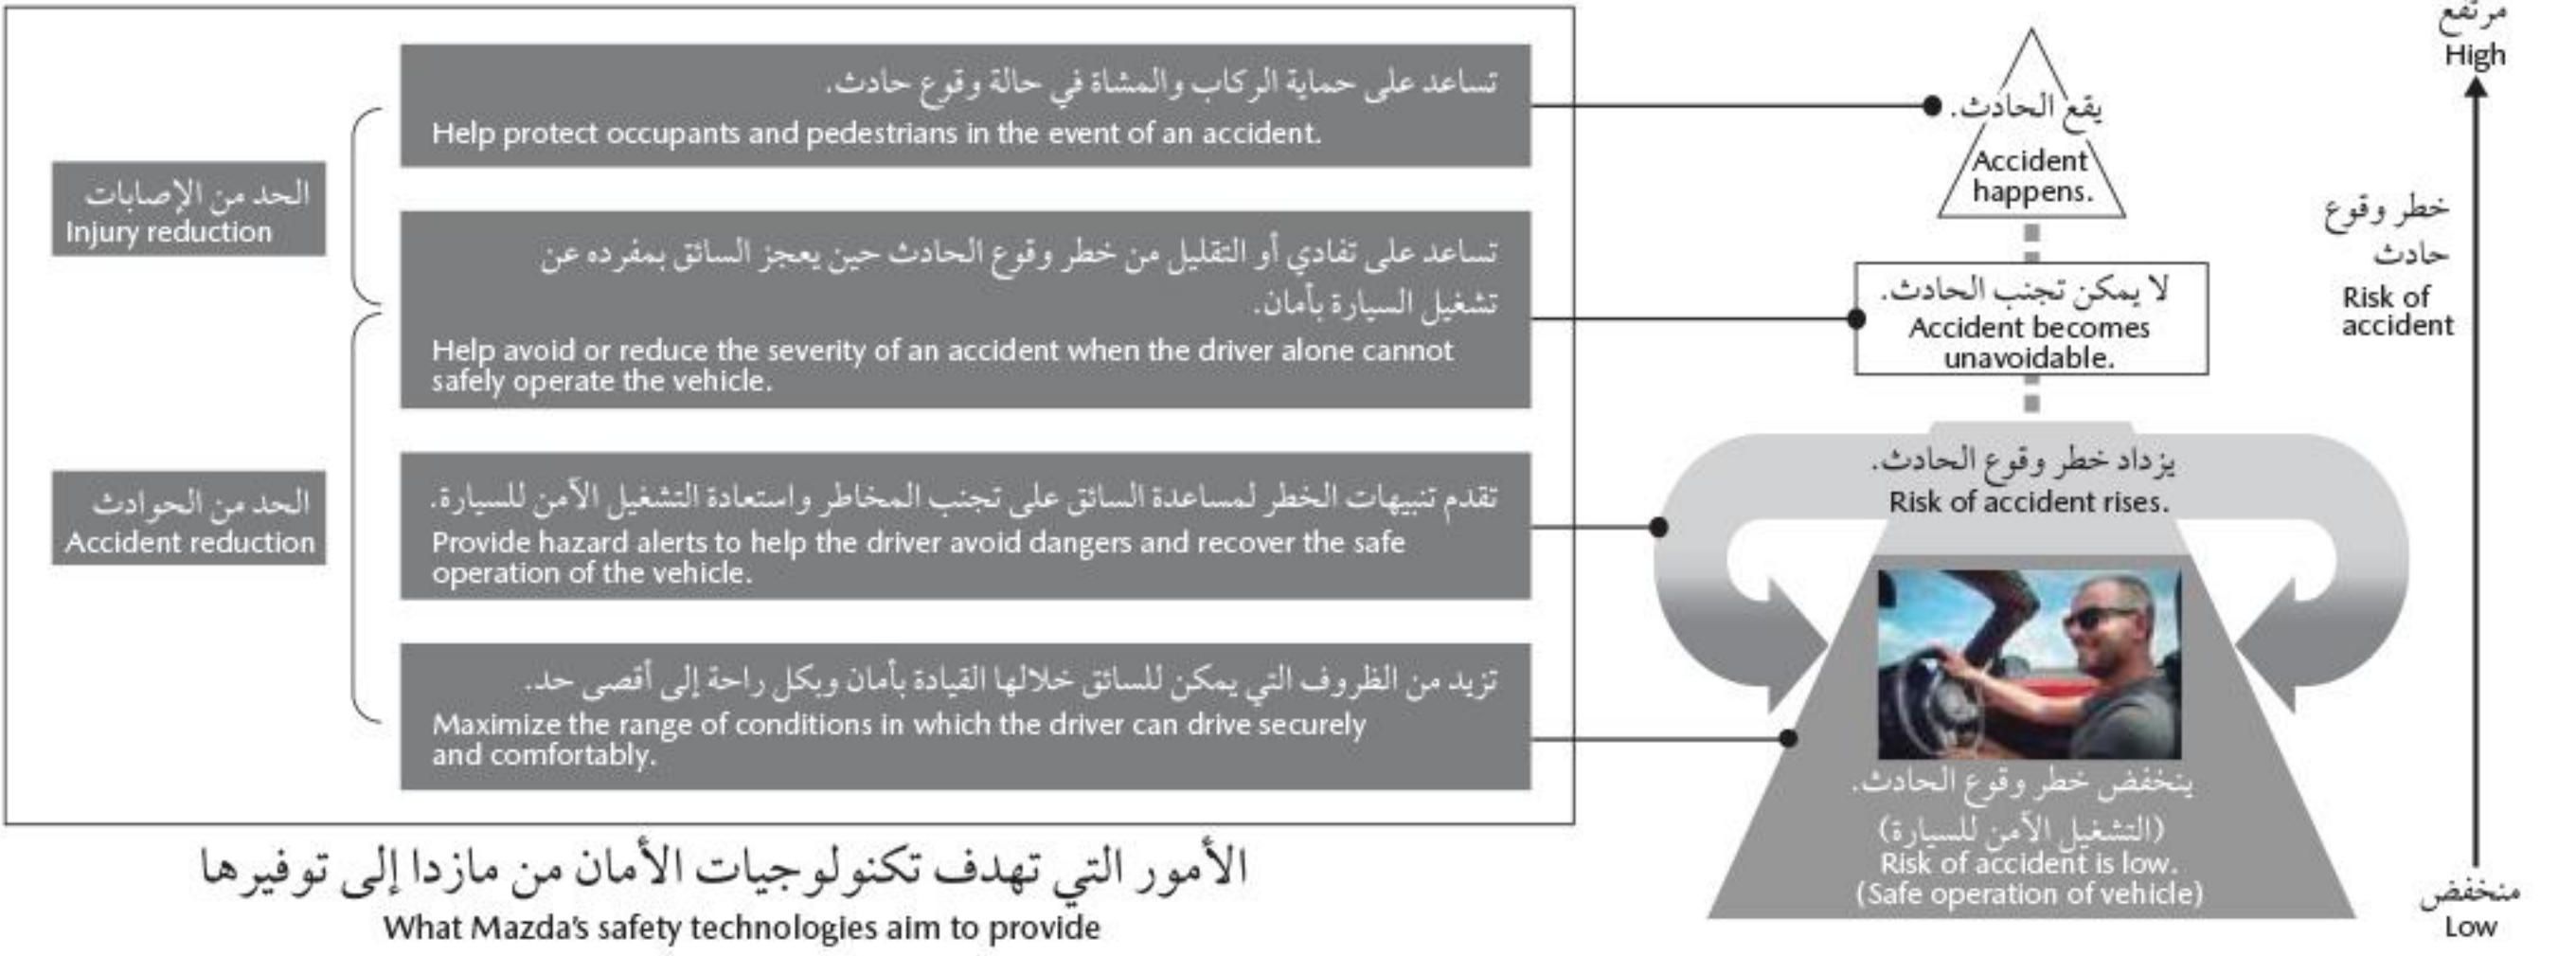 تساعد على حماية الركاب والمشاة في حالة وقوع حادث.
Help protect occupants and pedestrians in the event of an accident.
الحد من الإصابات
Injury reduction
تساعد على تفادي أو التقليل من خطر وقوع الحادث حين يعجز السائق بمفرده عن
تشغيل السيارة بأمان.
Help avoid or reduce the severity of an accident when the driver alone cannot
safely operate the vehicle.
الحد من الحوادث
Accident reduction
تقدم تنبيهات الخطر لمساعدة السائق على تجنب المخاطر واستعادة التشغيل الآمن للسيارة.
Provide hazard alerts to help the driver avoid dangers and recover the safe
operation of the vehicle.
تزيد من الظروف التي يمكن للسائق خلالها القيادة بأمان وبكل راحة إلى أقصى حد.
Maximize the range of conditions in which the driver can drive securely
and comfortably.
الأمور التي تهدف تكنولوجيات الأمان من مازدا إلى توفيرها
What Mazda's safety technologies aim to provide
يقع الحادث.
Accident
happens.
لا يمكن تجنب الحادث.
Accident becomes
unavoidable.
يزداد خطر وقوع الحادث.
Risk of accident rises.
ينخفض خطر وقوع الحادث.
(التشغيل الآمن للسيارة)
Risk of accident is low.
(Safe operation of vehicle)
مرتفع
High
خطر وقوع
حادث
Risk of
accident
منخفض
Low